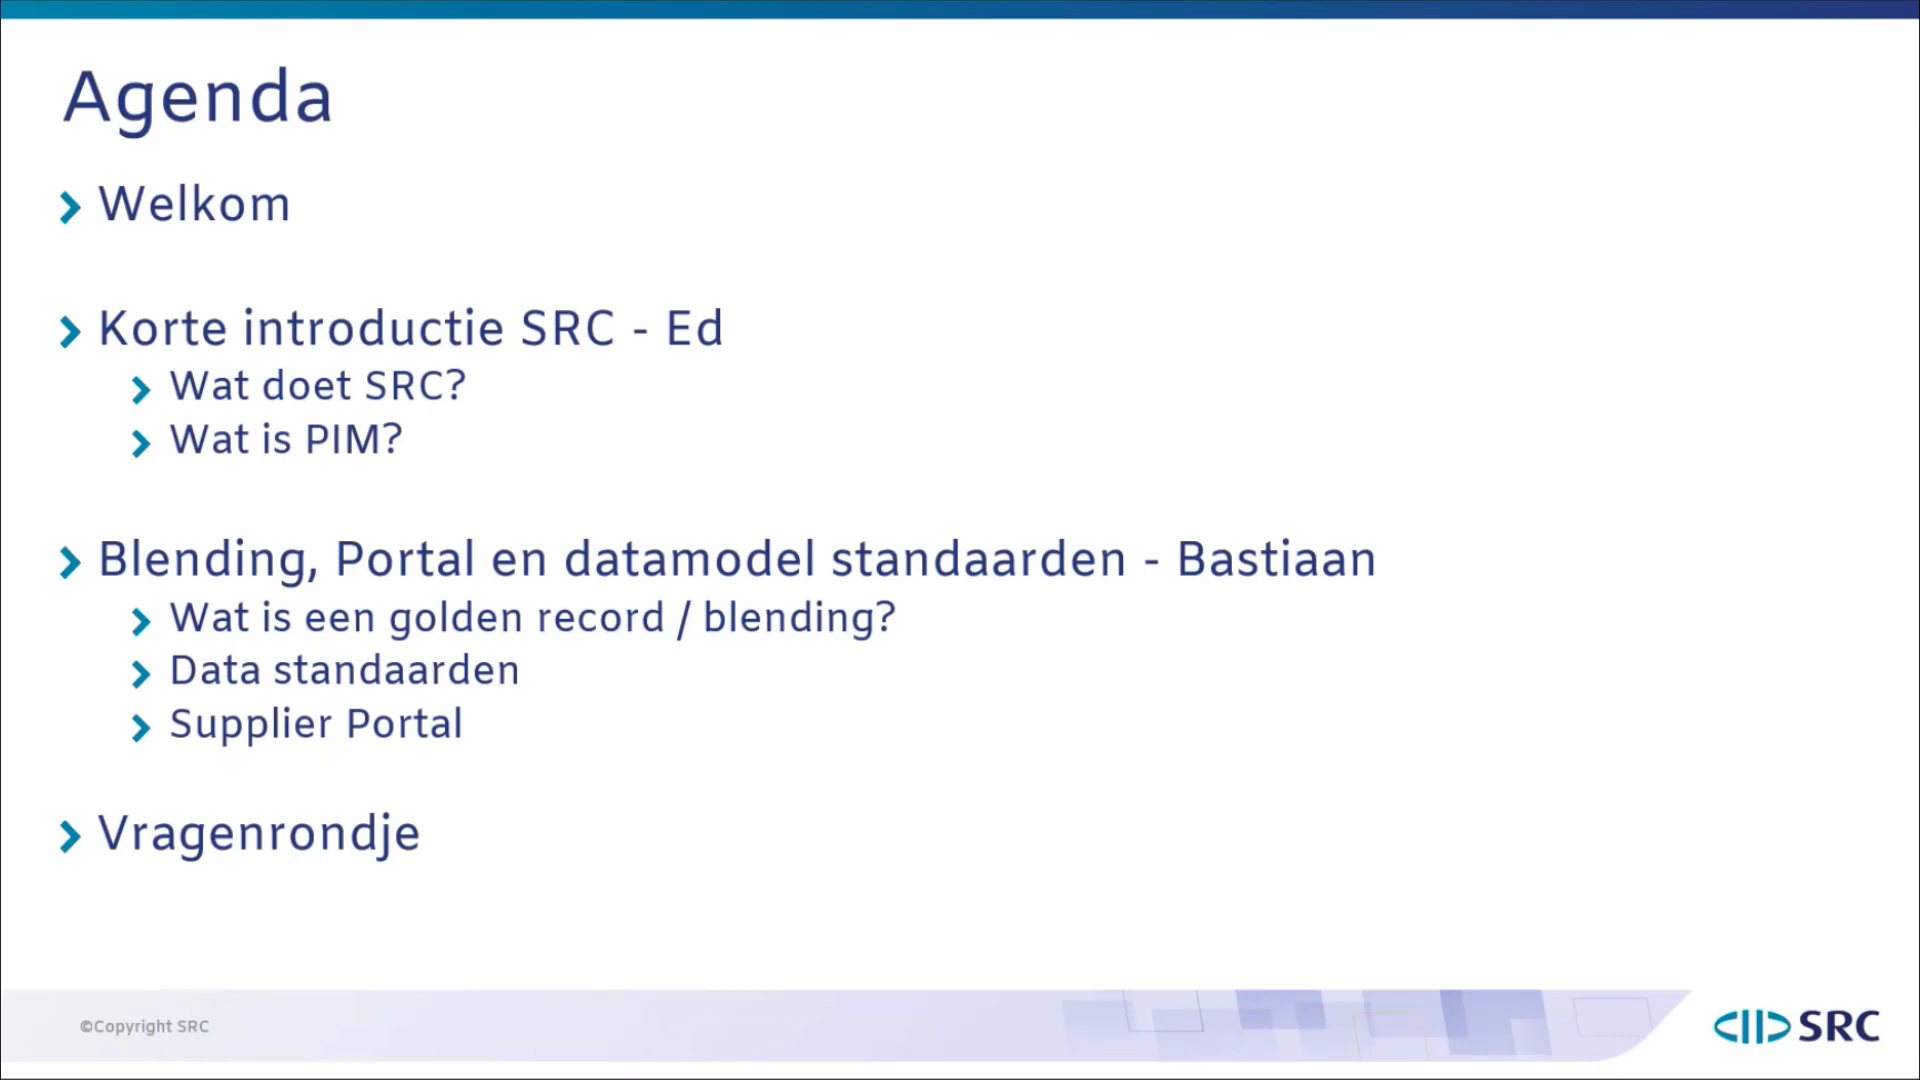 Agenda
Welkom
Korte introductie SRC - Ed
Wat doet SRC?
Wat is PIM?
Blending, Portal en datamodel standaarden - Bastiaan
Wat is een golden record / blending?
Data standaarden
Supplier Portal
Vragenrondje
©Copyright SRC
SRC